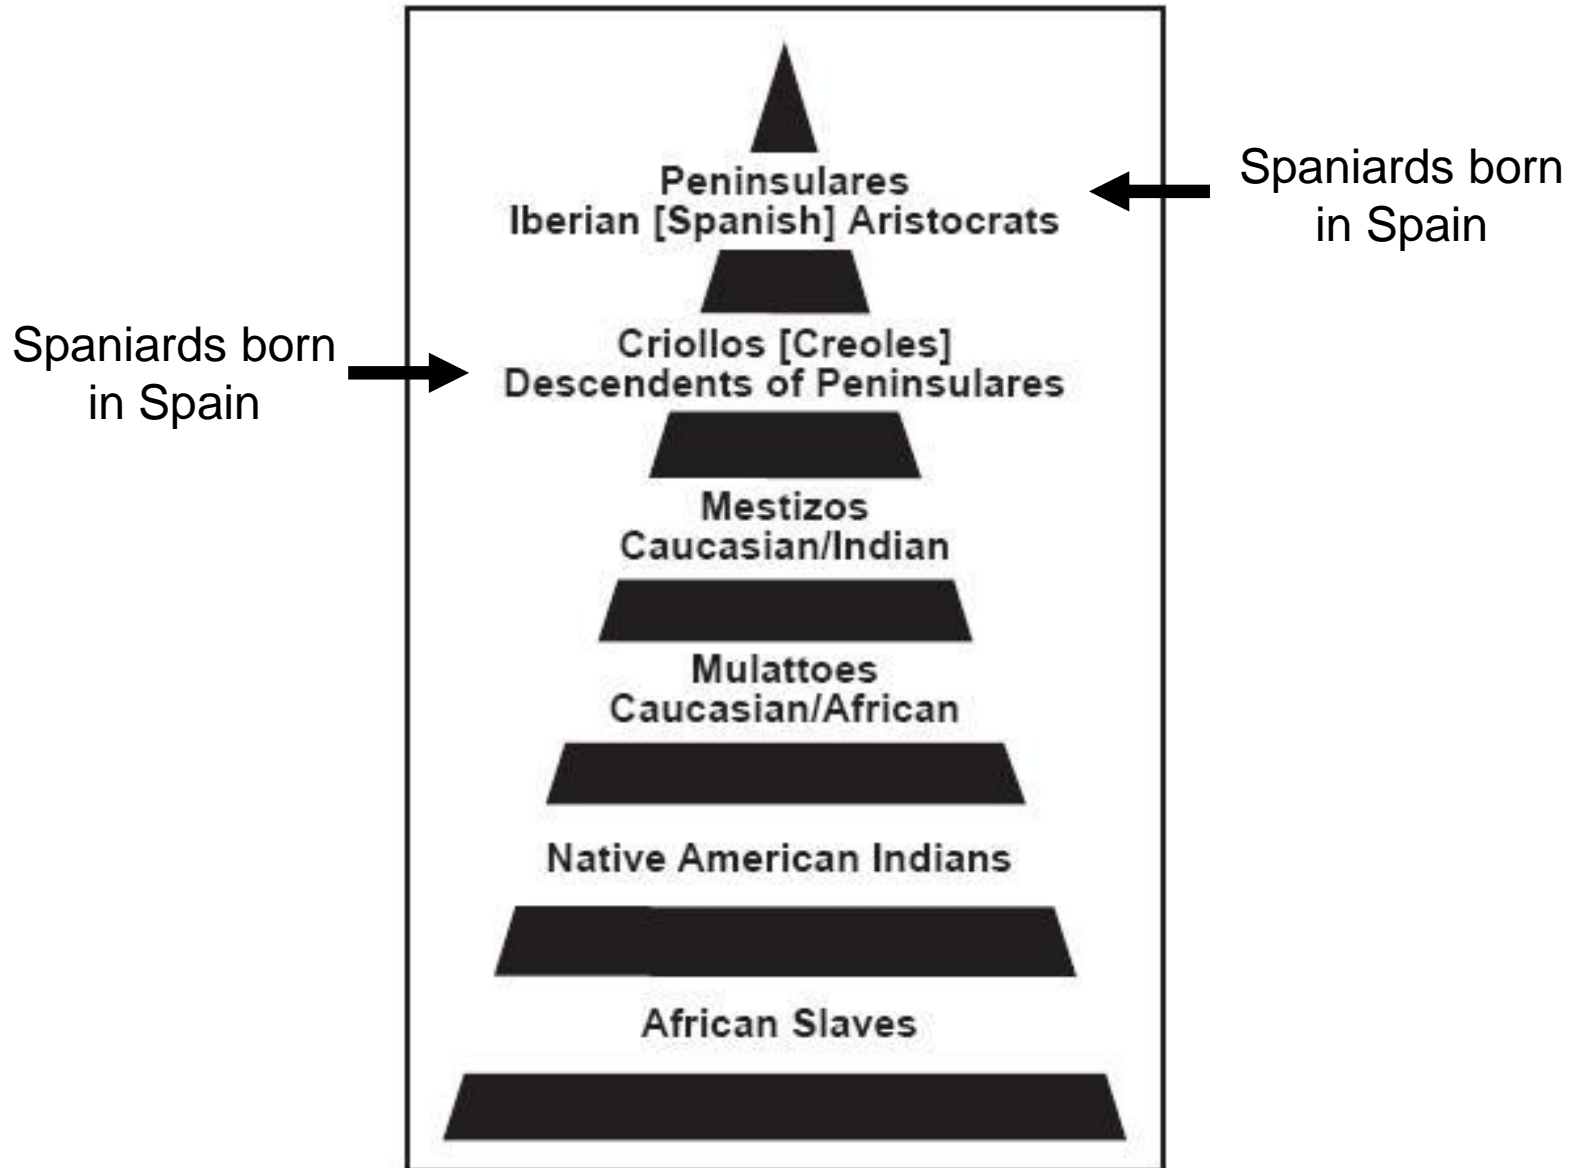 Peninsulares
Iberian [Spanish] Aristocrats
Spaniards born
in Spain
Spaniards born
in Spain
Criollos [Creoles]
Descendents of Peninsulares
Mestizos
Caucasian/Indian
Mulattoes
Caucasian/African
Native American Indians
African Slaves